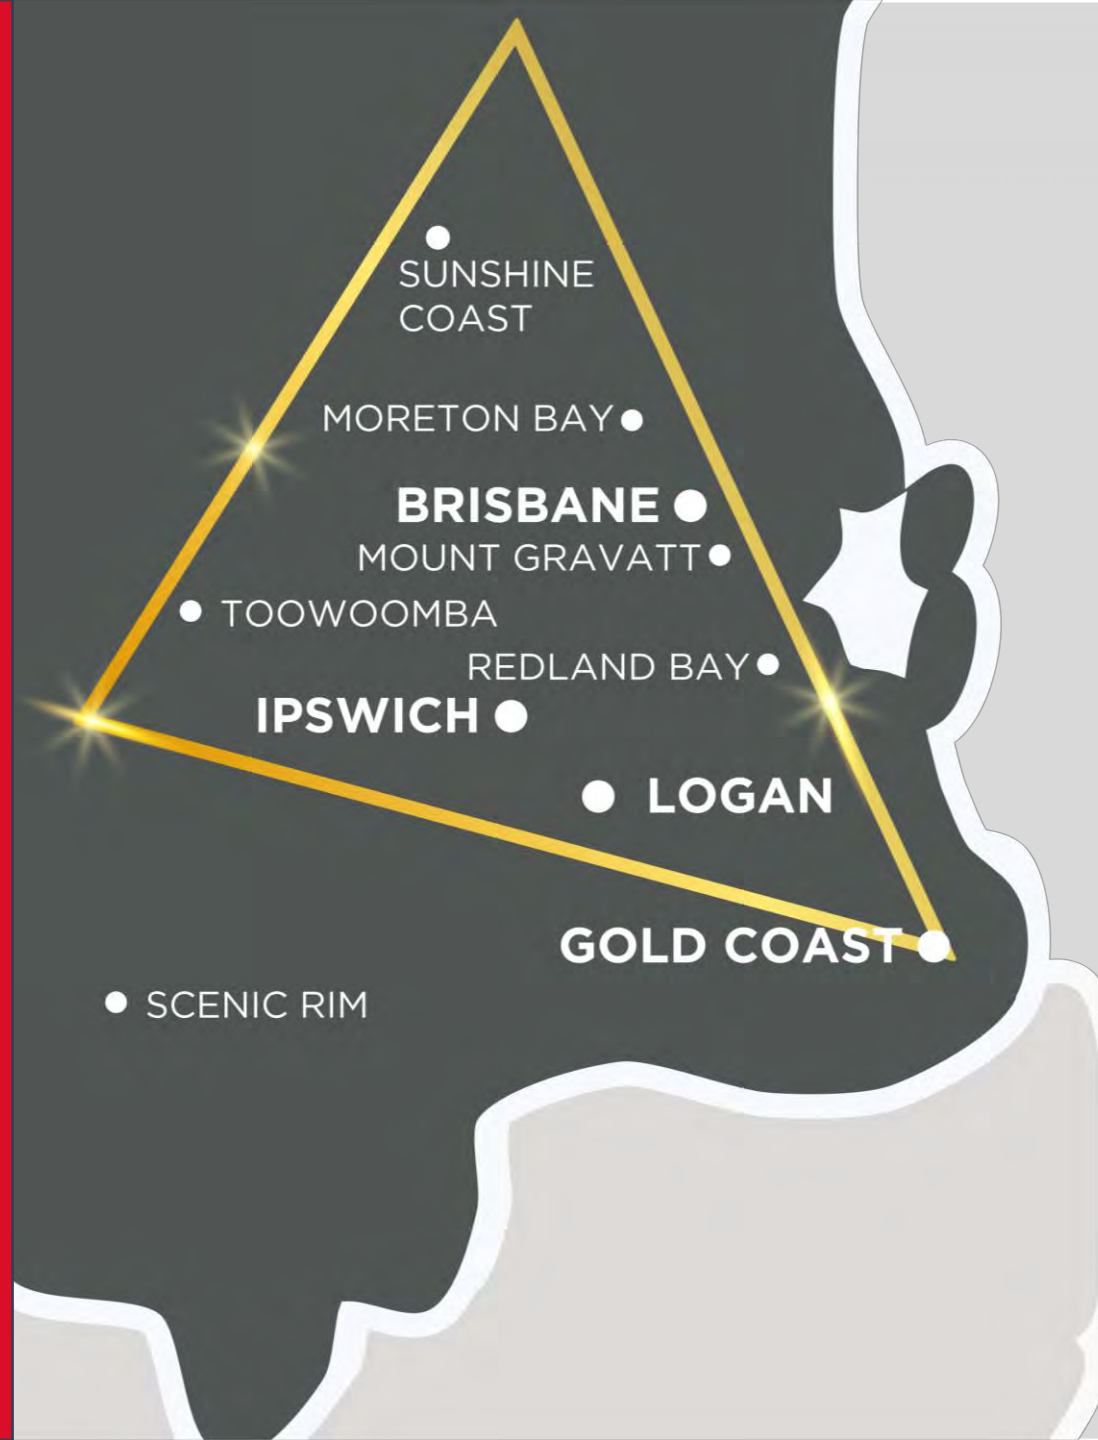 SUNSHINE
COAST
MORETON BAY
BRISBANE
MOUNT GRAVATT
TOOWOOMBA
REDLAND BAY
IPSWICH
LOGAN
GOLD COAST
SCENIC RIM